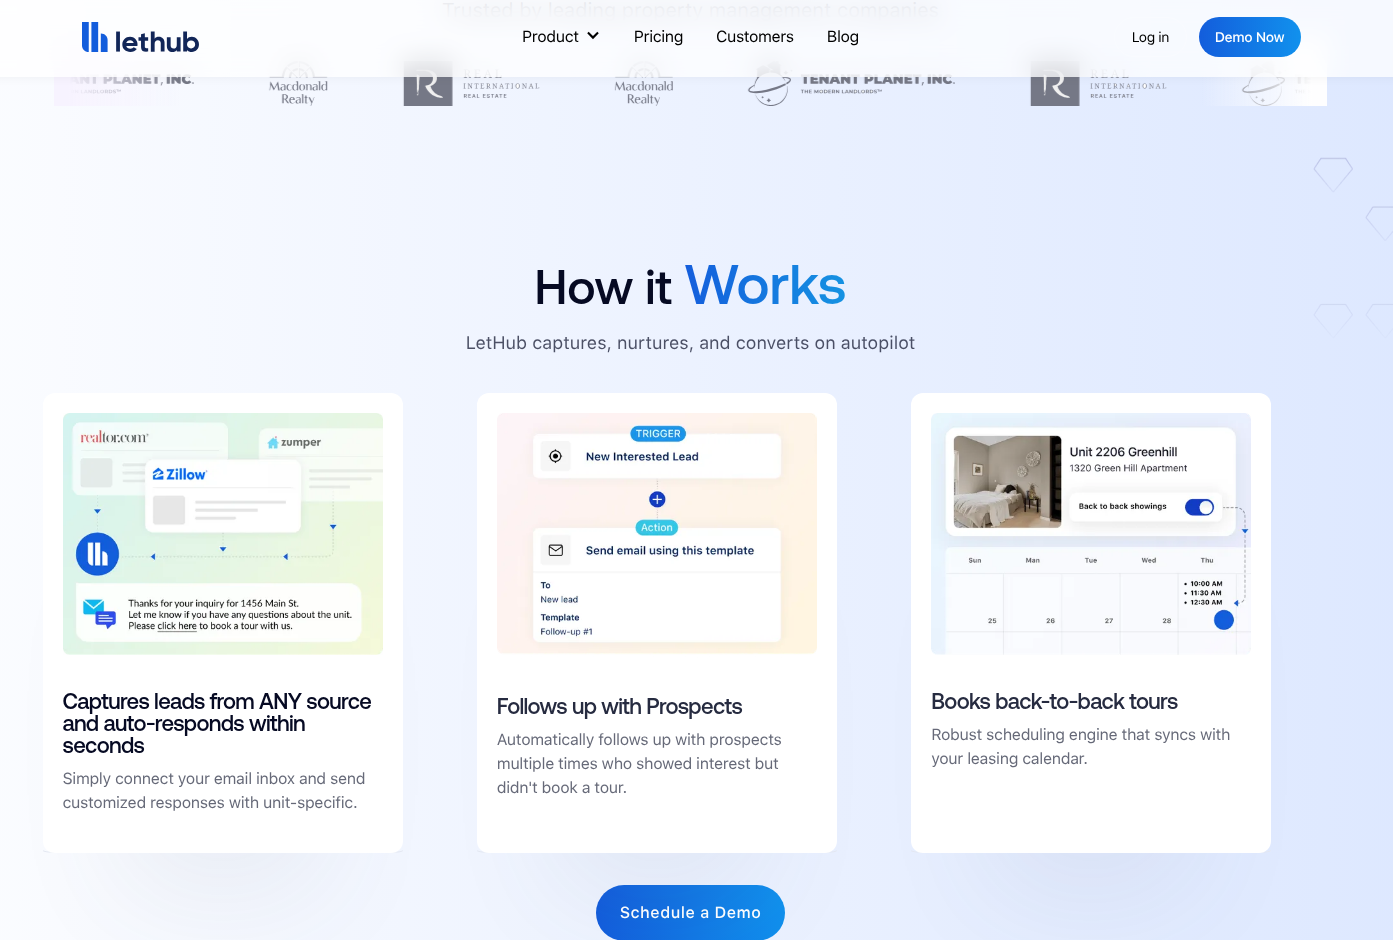 Trusted by leading property management companies
lethub
Product
Pricing
Customers
Blog
Log in
Demo Now
NT PLANET, INC.
LANDLORDS™
Macdonald
Realty
R
REAL
INTERNATIONAL
REAL ESTATE
Macdonald
Realty
TENANT PLANET, INC.
THE MODERN LANDLORDS™
R
REAL
INTERNATIONAL
REAL ESTATE
How it Works
LetHub captures, nurtures, and converts on autopilot
realtor.com®
zumper
Zillow®
Thanks for your inquiry for 1456 Main St.
Let me know if you have any questions about the unit.
Please click here to book a tour with us.
Captures leads from ANY source
and auto-responds within
seconds
Simply connect your email inbox and send
customized responses with unit-specific.
TRIGGER
New Interested Lead
Action
Send email using this template
To
New lead
Template
Follow-up #1
Follows up with Prospects
Automatically follows up with prospects
multiple times who showed interest but
didn't book a tour.
Unit 2206 Greenhill
1320 Green Hill Apartment
Back to back showings
Sun Man Tue Wed Thu
• 10:00 AM
• 11:30 AM
• 12:30 AM
25 26 27 28
Books back-to-back tours
Robust scheduling engine that syncs with
your leasing calendar.
Schedule a Demo